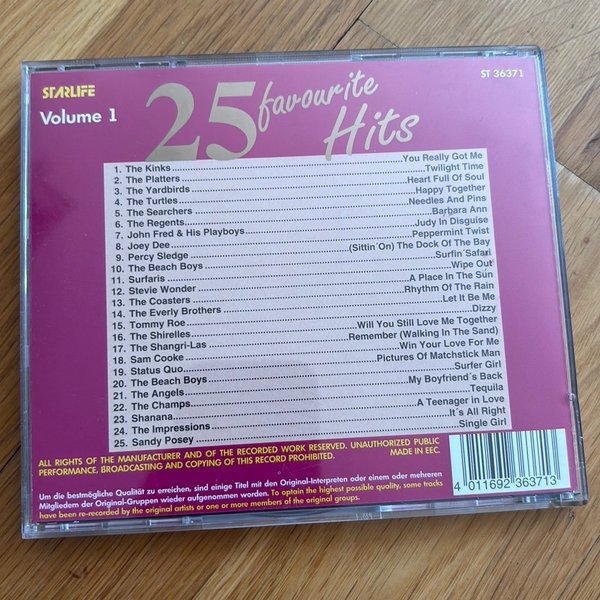 STARLIFE
ST 36371
Volume 1
25 favourite Hits
1. The Kinks You Really Got Me
2. The Platters Twilight Time
3. The Yardbirds Heart Full Of Soul
4. The Turtles Happy Together
5. The Searchers Needles And Pins
6. The Regents Barbara Ann
7. John Fred & His Playboys Judy In Disguise
8. Joey Dee Peppermint Twist
9. Percy Sledge (Sittin´On) The Dock Of The Bay
10. The Beach Boys Surfin´Safari
11. Surfaris Wipe Out
12. Stevie Wonder A Place In The Sun
13. The Coasters Rhythm Of The Rain
14. The Everly Brothers Let It Be Me
15. Tommy Roe Dizzy
16. The Shirelles Will You Still Love Me Together
17. The Shangri-Las Remember (Walking In The Sand)
18. Sam Cooke Win Your Love For Me
19. Status Quo Pictures Of Matchstick Man
20. The Beach Boys Surfer Girl
21. The Angels My Boyfriend´s Back
22. The Champs Tequila
23. Shanana A Teenager in Love
24. The Impressions It´s All Right
25. Sandy Posey Single Girl
ALL RIGHTS OF THE MANUFACTURER AND OF THE RECORDED WORK RESERVED. UNAUTHORIZED PUBLIC
PERFORMANCE, BROADCASTING AND COPYING OF THIS RECORD PROHIBITED. MADE IN EEC.
4 011692 363713
Um die bestmögliche Qualität zu erreichen, sind einige Titel mit den Original-Interpreten oder einem oder mehreren
Mitgliedern der Original-Gruppen wieder aufgenommen worden. To optain the highest possible quality, some tracks
have been re-recorded by the original artists or one or more members of the original groups.